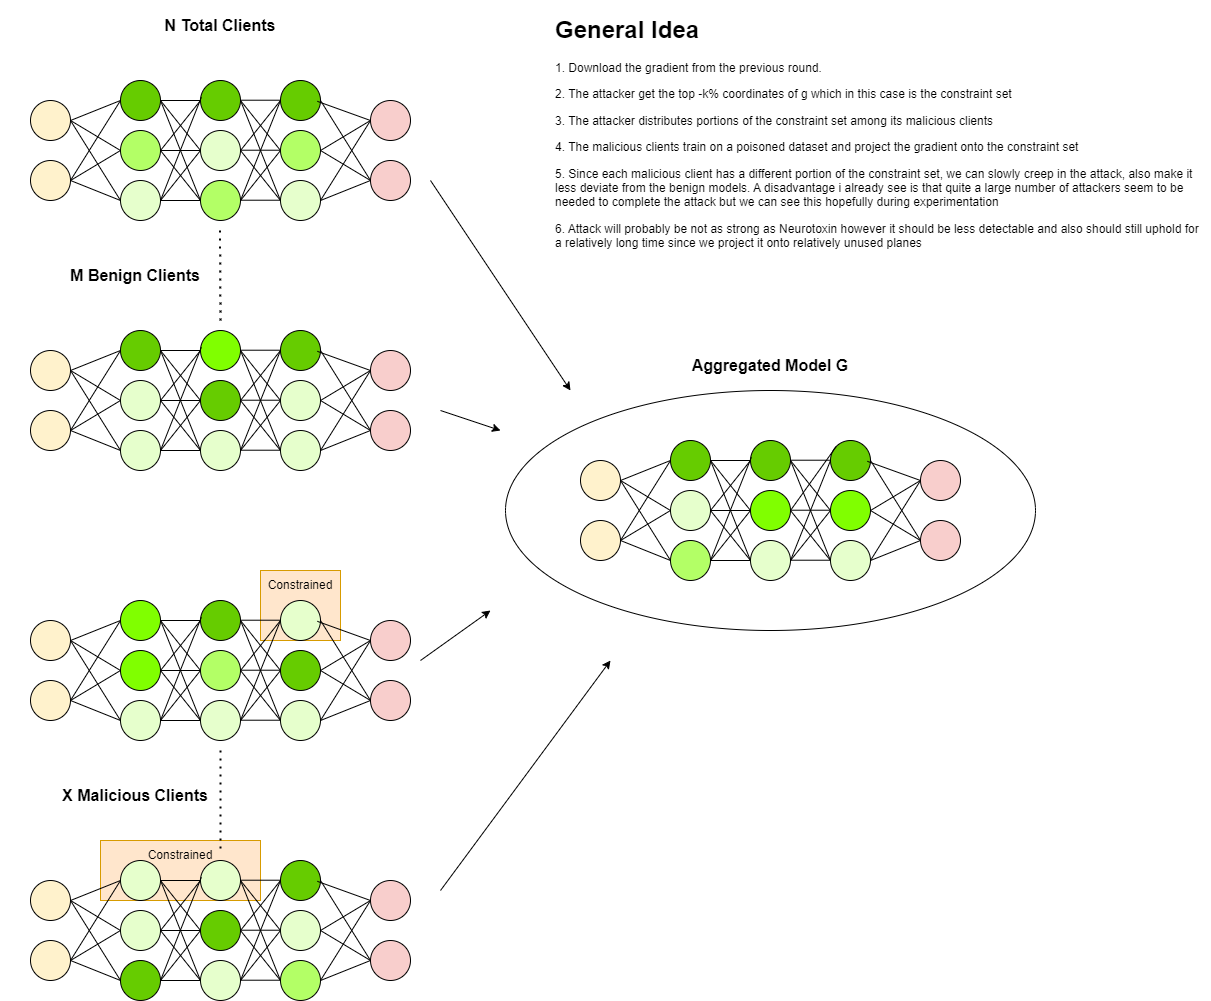 N Total Clients
General Idea
1. Download the gradient from the previous round.
2. The attacker get the top -k% coordinates of g which in this case is the constraint set
3. The attacker distributes portions of the constraint set among its malicious clients
4. The malicious clients train on a poisoned dataset and project the gradient onto the constraint set
5. Since each malicious client has a different portion of the constraint set, we can slowly creep in the attack, also make it
less deviate from the benign models. A disadvantage i already see is that quite a large number of attackers seem to be
needed to complete the attack but we can see this hopefully during experimentation
6. Attack will probably be not as strong as Neurotoxin however it should be less detectable and also should still uphold for
a relatively long time since we project it onto relatively unused planes
M Benign Clients
Aggregated Model G
Constrained
X Malicious Clients
Constrained